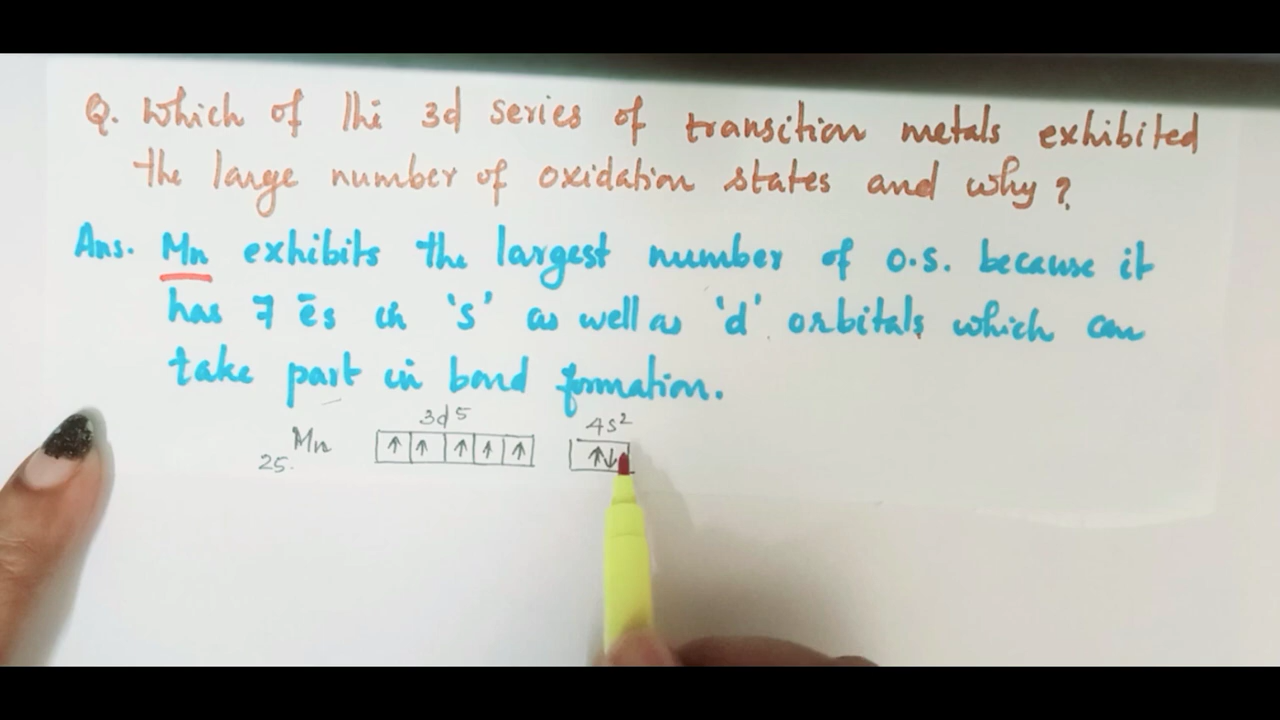 Q. Which of the 3d series of transition metals exhibited
the large number of oxidation states and why?
Ans. Mn exhibits the largest number of o.s. because it
has 7 ēs in 's' as well as 'd' orbitals which can
take part in bond formation.
3d5 4s²
25 Mn ↑ ↑ ↑ ↑ ↑ ↑↓